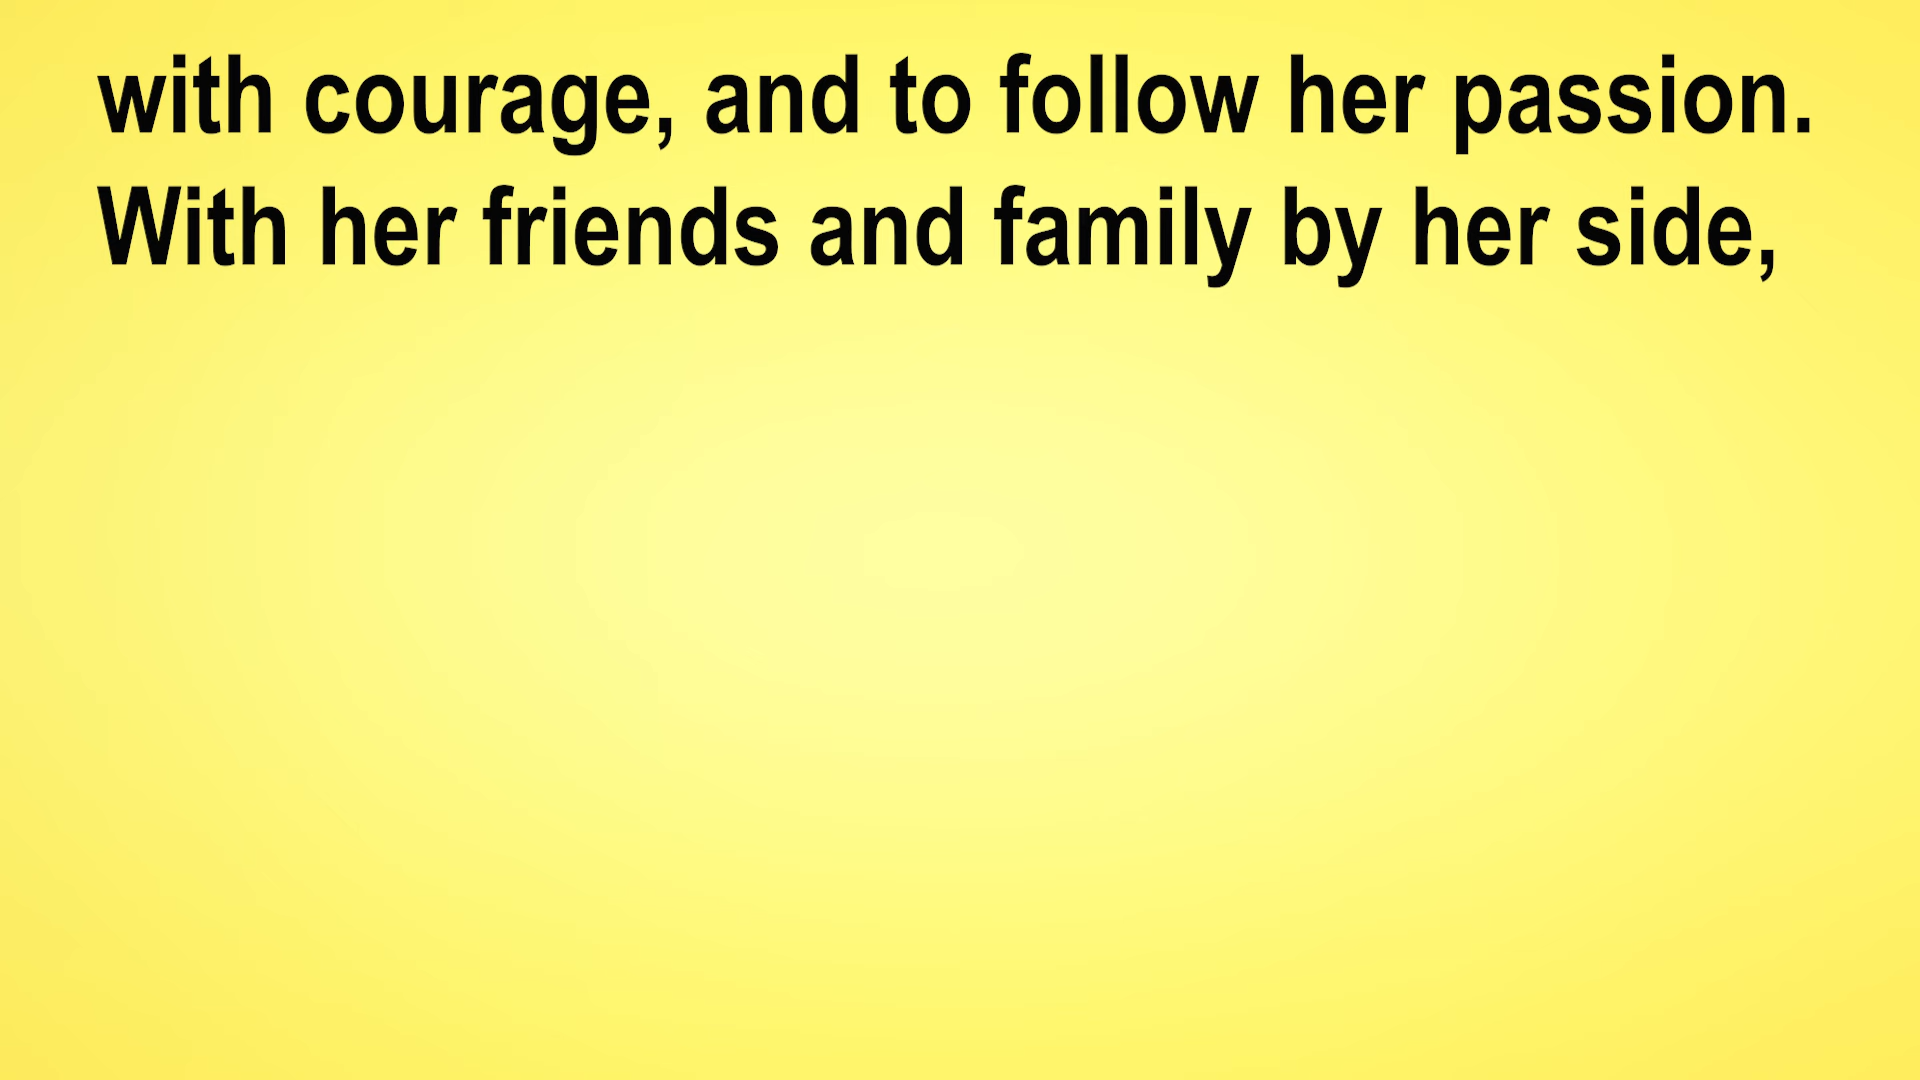 with courage, and to follow her passion.
With her friends and family by her side,